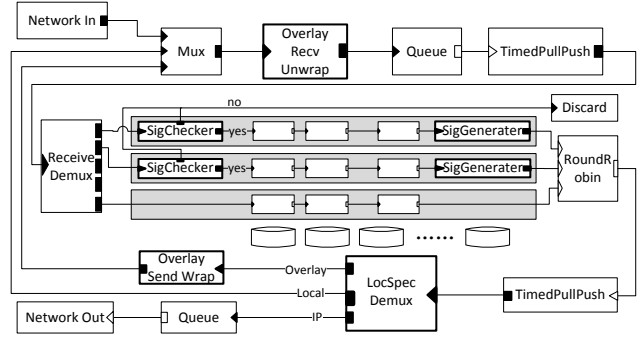 Network In
Mux
Overlay
Recv
Unwrap
Queue
TimedPullPush
no
Discard
SigChecker
yes
SigGenerater
Receive
Demux
SigChecker
yes
SigGenerater
RoundR
obin
......
Overlay
Send Wrap
Overlay
Local
IP
LocSpec
Demux
TimedPullPush
Network Out
Queue